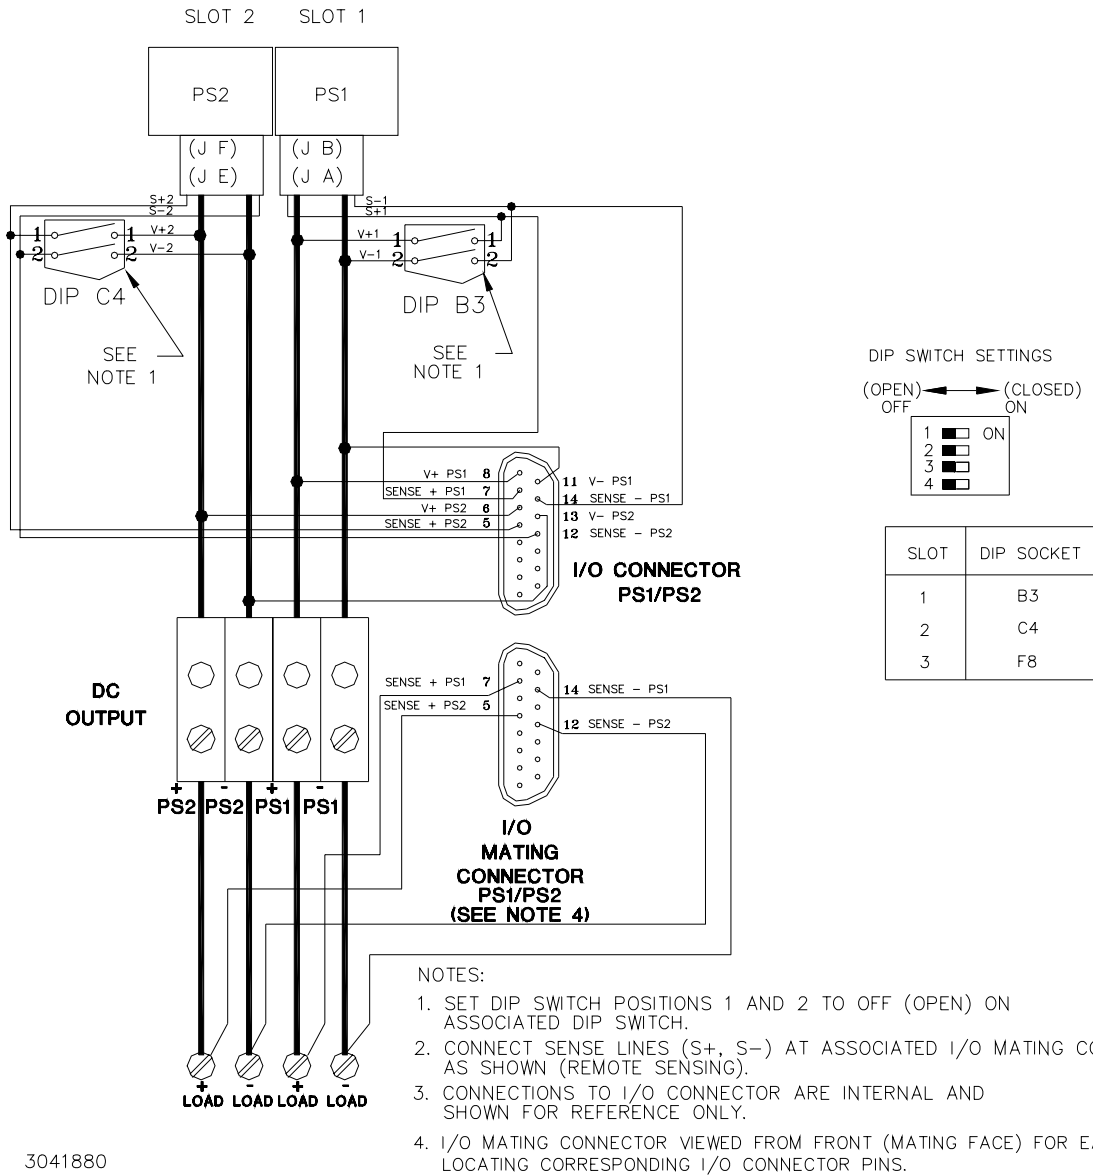 SLOT 2 SLOT 1
PS2 PS1
(J F) (J B)
(J E) (J A)
S+2 S-1
S-2 S+1
1 1 V+2 V+1 1 1
2 2 V-2 V-1 2 2
DIP C4 DIP B3
SEE SEE
NOTE 1 NOTE 1
DIP SWITCH SETTINGS
(OPEN) (CLOSED)
OFF ON
1 ON
2
3
4
V+ PS1 8 11 V- PS1
SENSE + PS1 7 14 SENSE - PS1
V+ PS2 6 13 V- PS2
SENSE + PS2 5 12 SENSE - PS2
I/O CONNECTOR
PS1/PS2
SLOT DIP SOCKET
1 B3
2 C4
3 F8
DC
OUTPUT
SENSE + PS1 7 14 SENSE - PS1
SENSE + PS2 5 12 SENSE - PS2
+ - + -
PS2 PS2 PS1 PS1
I/O
MATING
CONNECTOR
PS1/PS2
(SEE NOTE 4)
+ - + -
LOAD LOAD LOAD LOAD
NOTES:
1. SET DIP SWITCH POSITIONS 1 AND 2 TO OFF (OPEN) ON
ASSOCIATED DIP SWITCH.
2. CONNECT SENSE LINES (S+, S-) AT ASSOCIATED I/O MATING
AS SHOWN (REMOTE SENSING).
3. CONNECTIONS TO I/O CONNECTOR ARE INTERNAL AND
SHOWN FOR REFERENCE ONLY.
4. I/O MATING CONNECTOR VIEWED FROM FRONT (MATING FACE) FOR
LOCATING CORRESPONDING I/O CONNECTOR PINS.
3041880